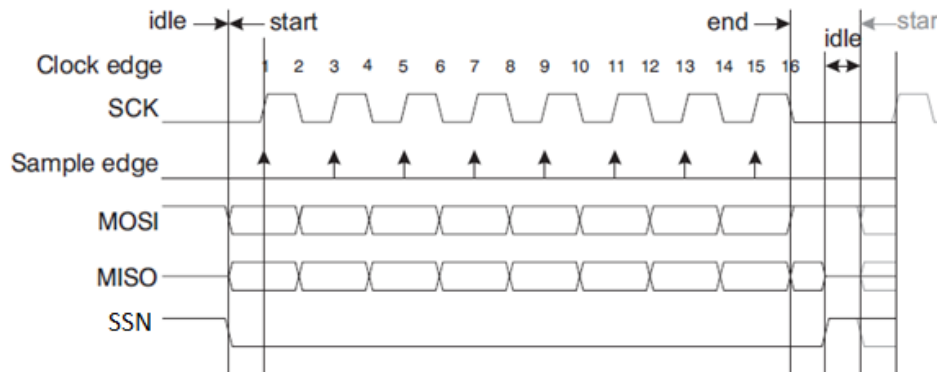 idle start end idle star
Clock edge 1 2 3 4 5 6 7 8 9 10 11 12 13 14 15 16
SCK
Sample edge
MOSI
MISO
SSN